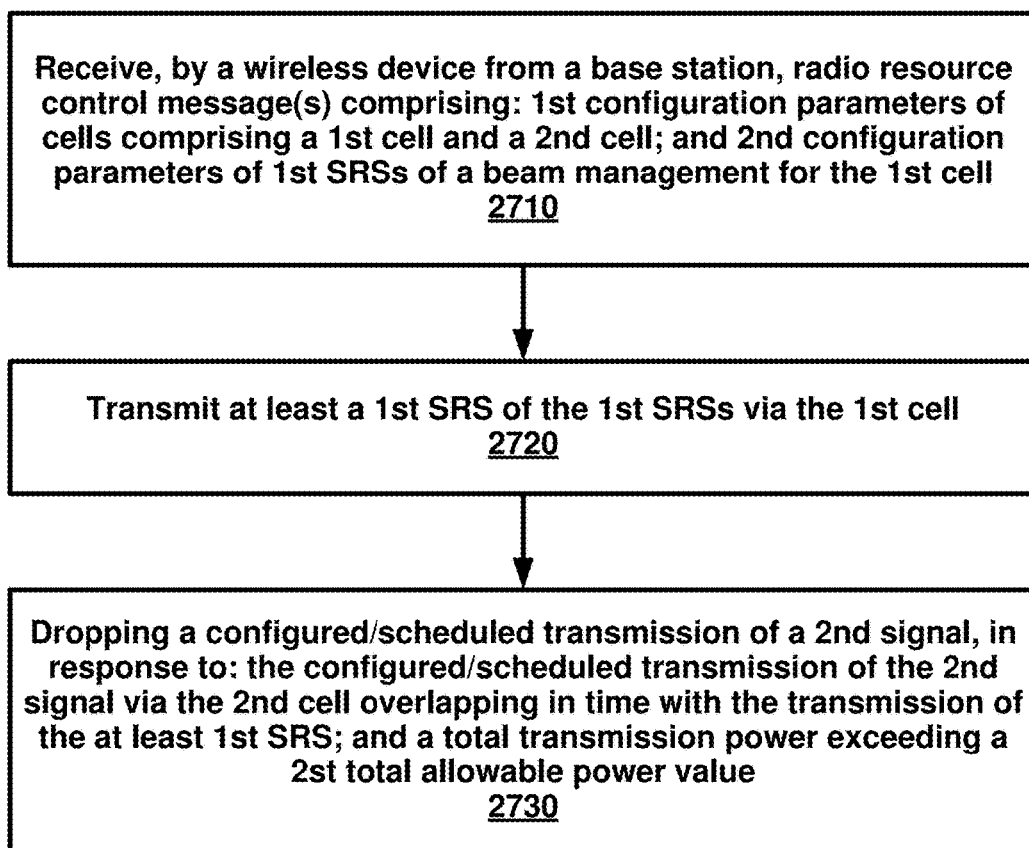 Receive, by a wireless device from a base station, radio resource
control message(s) comprising: 1st configuration parameters of
cells comprising a 1st cell and a 2nd cell; and 2nd configuration
parameters of 1st SRSs of a beam management for the 1st cell
2710
Transmit at least a 1st SRS of the 1st SRSs via the 1st cell
2720
Dropping a configured/scheduled transmission of a 2nd signal, in
response to: the configured/scheduled transmission of the 2nd
signal via the 2nd cell overlapping in time with the transmission of
the at least 1st SRS; and a total transmission power exceeding a
2st total allowable power value
2730